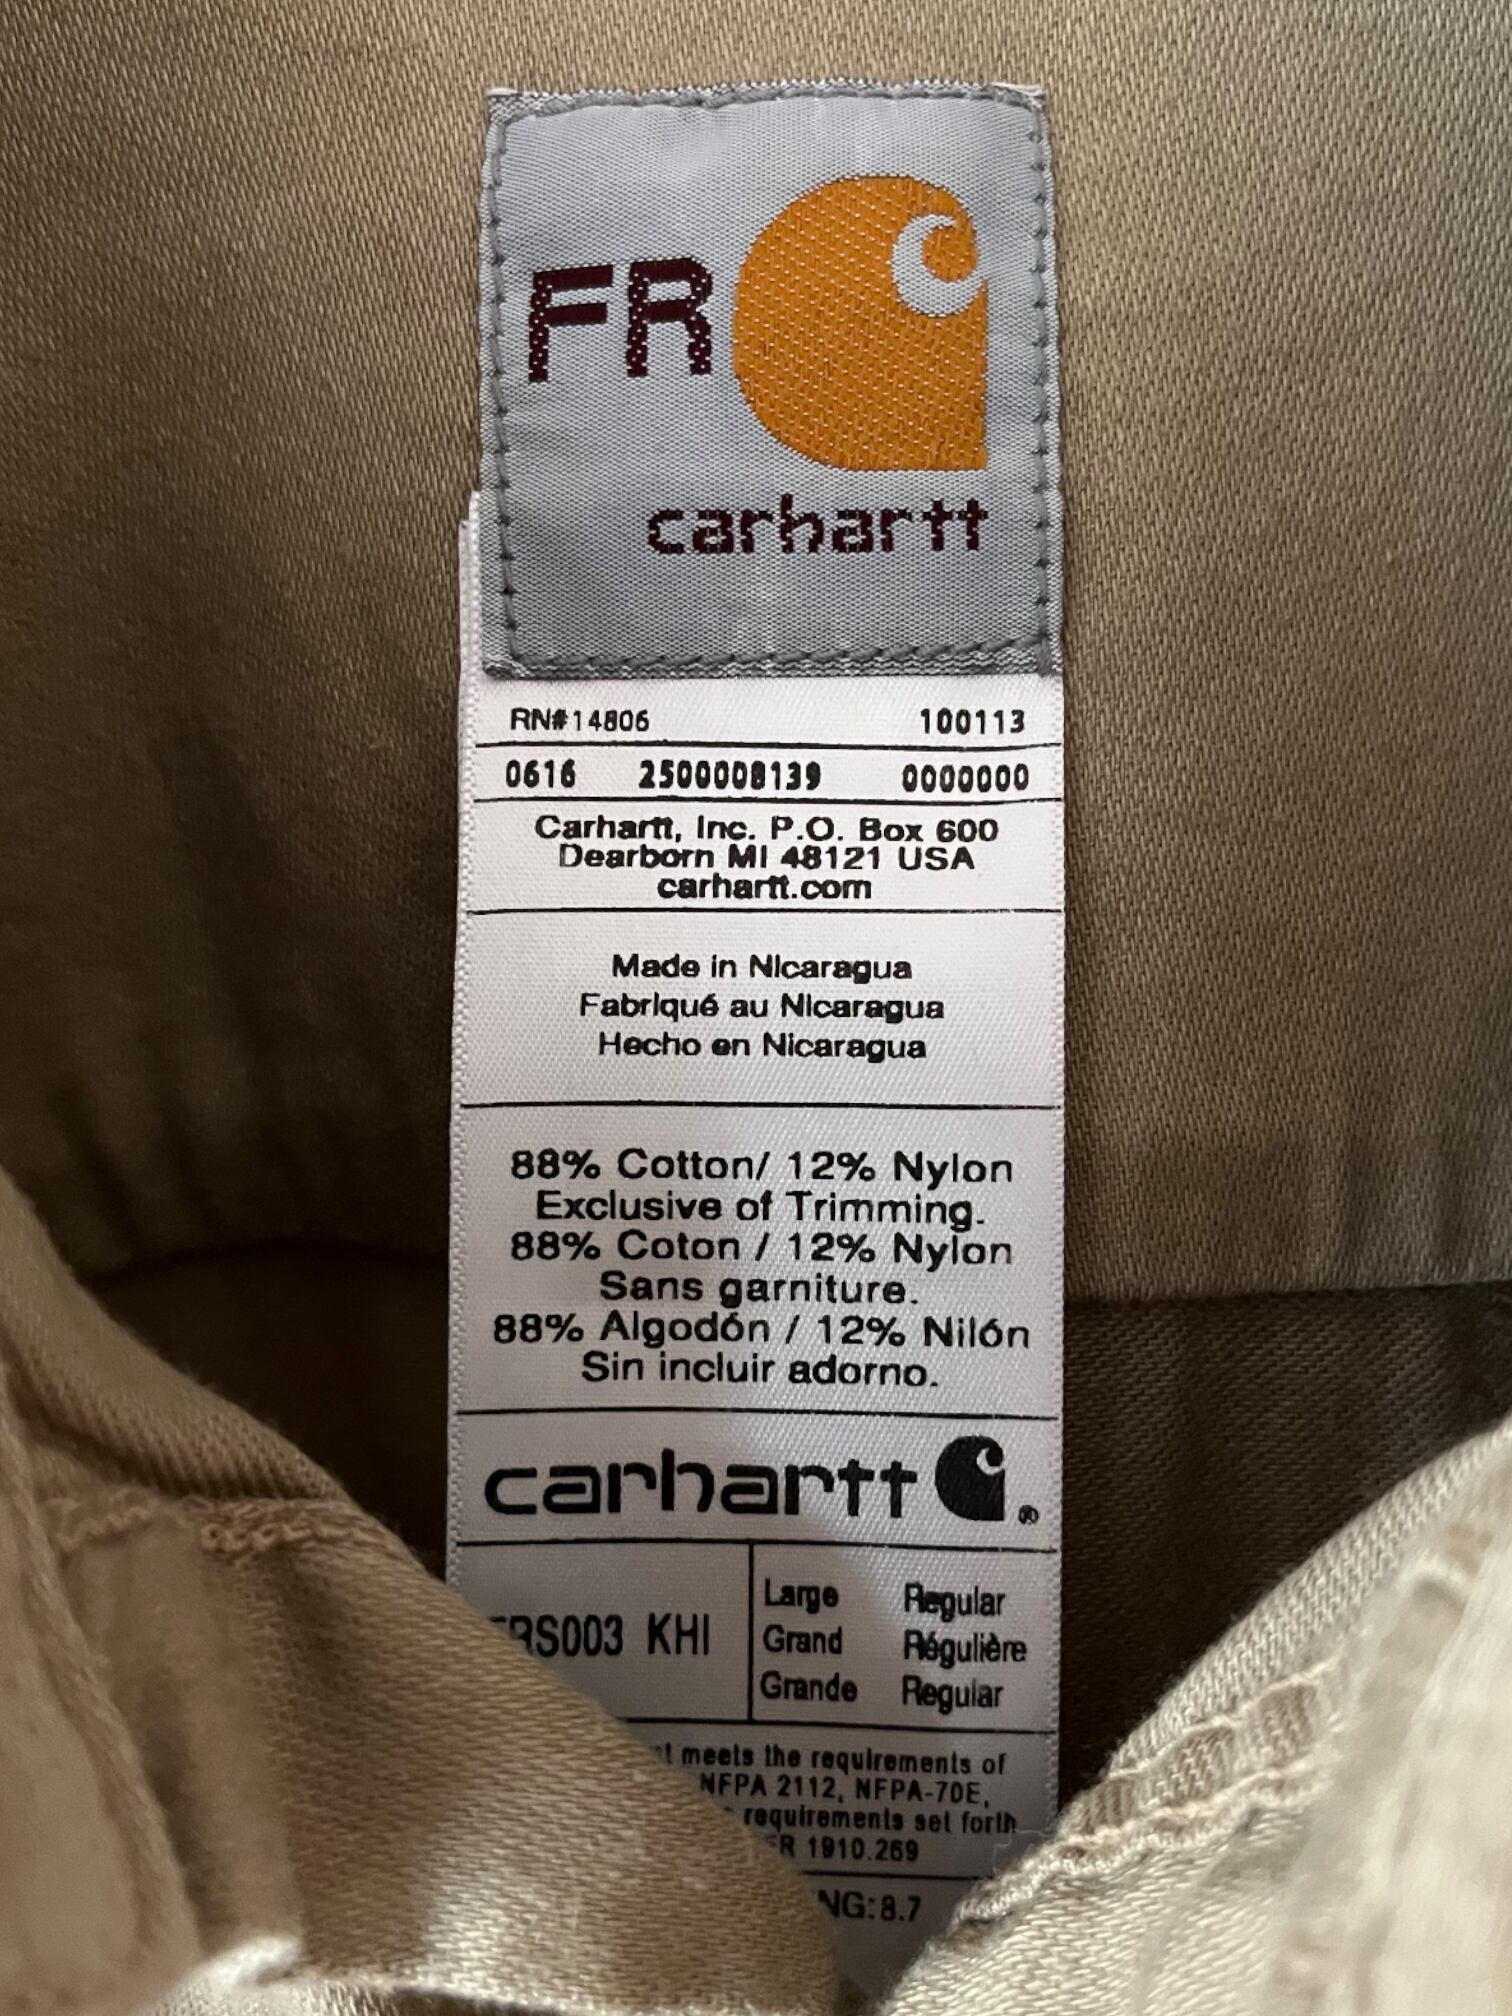 FR
carhartt
RN#14806 100113
0616 2500008139 0000000
Carhartt, Inc. P.O. Box 600
Dearborn MI 48121 USA
carhartt.com
Made in Nicaragua
Fabriqué au Nicaragua
Hecho en Nicaragua
88% Cotton/ 12% Nylon
Exclusive of Trimming.
88% Coton / 12% Nylon
Sans garniture.
88% Algodón / 12% Nilón
Sin incluir adorno.
carhartt ®
KHI
Large Regular
Grand Régulière
Grande Regular
meets the requirements of
NFPA 2112, NFPA-70E,
requirements set forth
1910.269
8.7